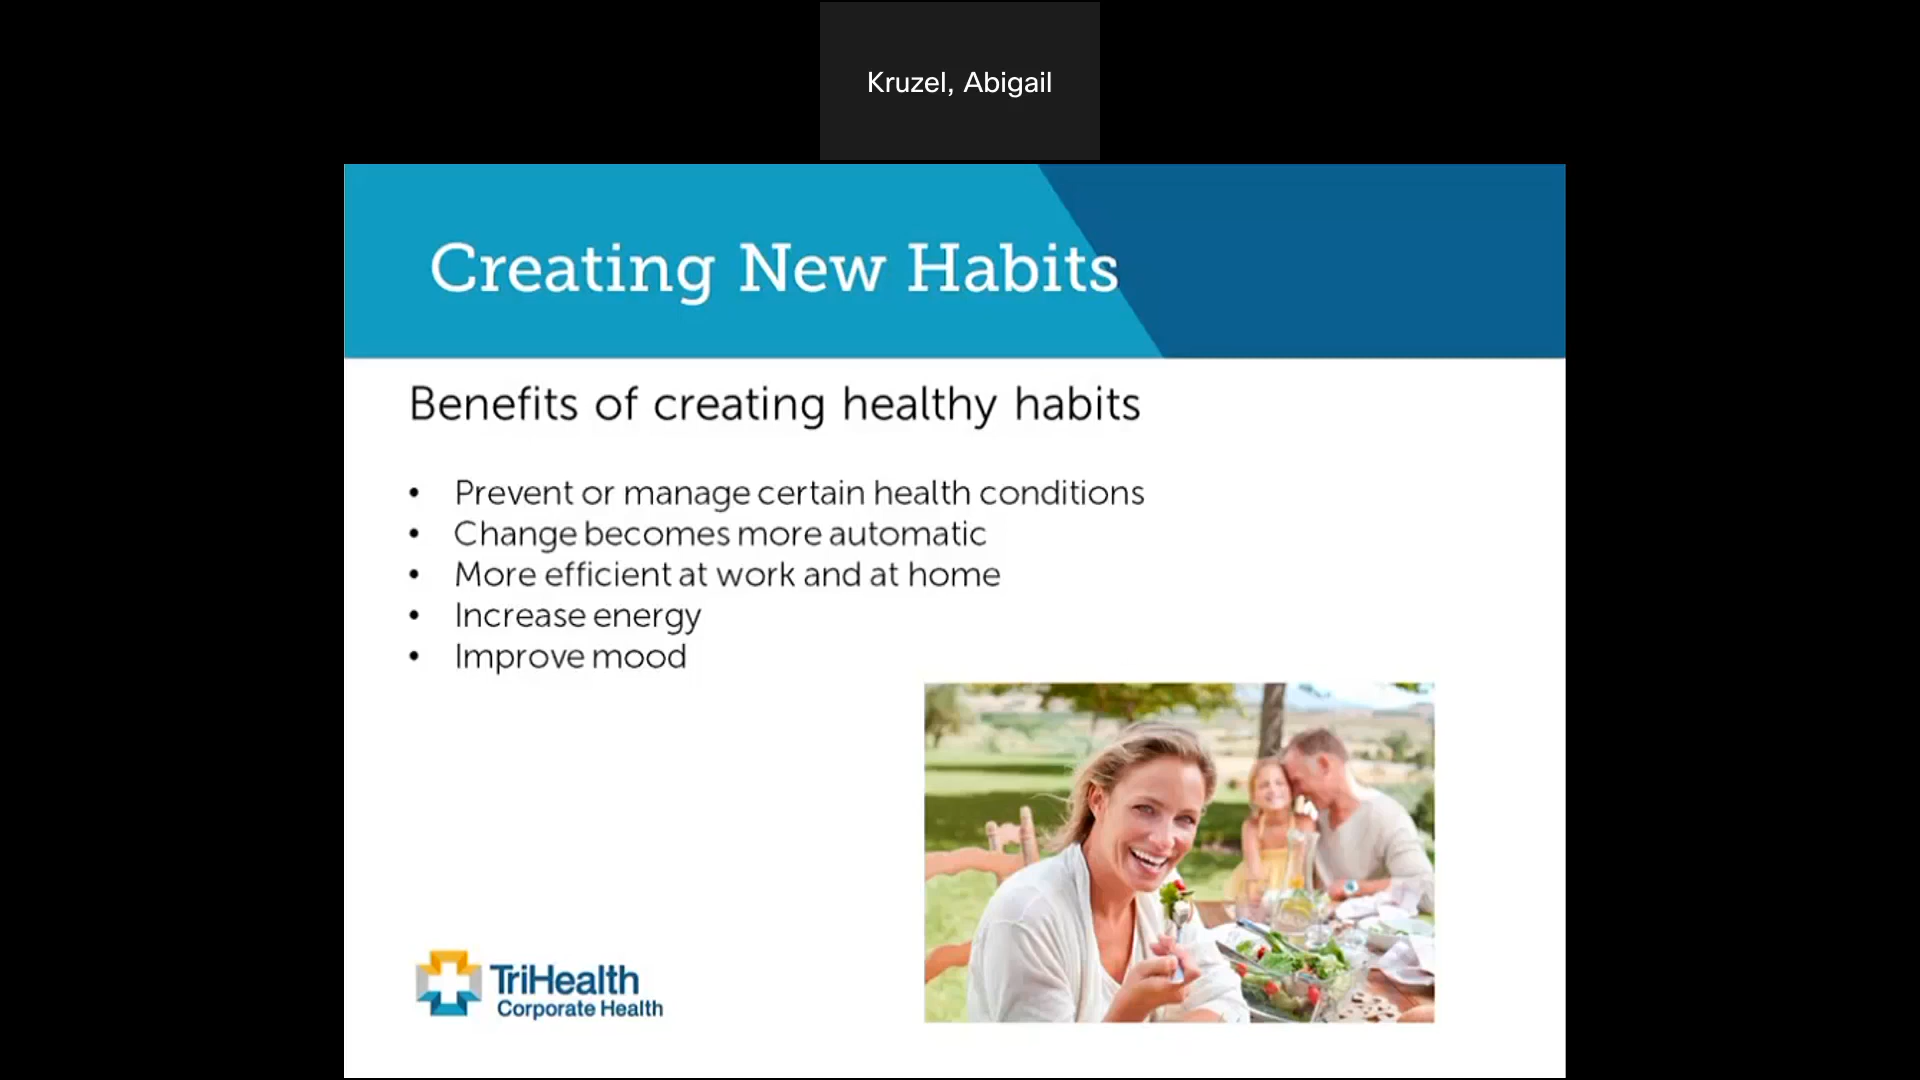 Kruzel, Abigail
Creating New Habits
Benefits of creating healthy habits
• Prevent or manage certain health conditions
• Change becomes more automatic
• More efficient at work and at home
• Increase energy
• Improve mood
TriHealth
Corporate Health